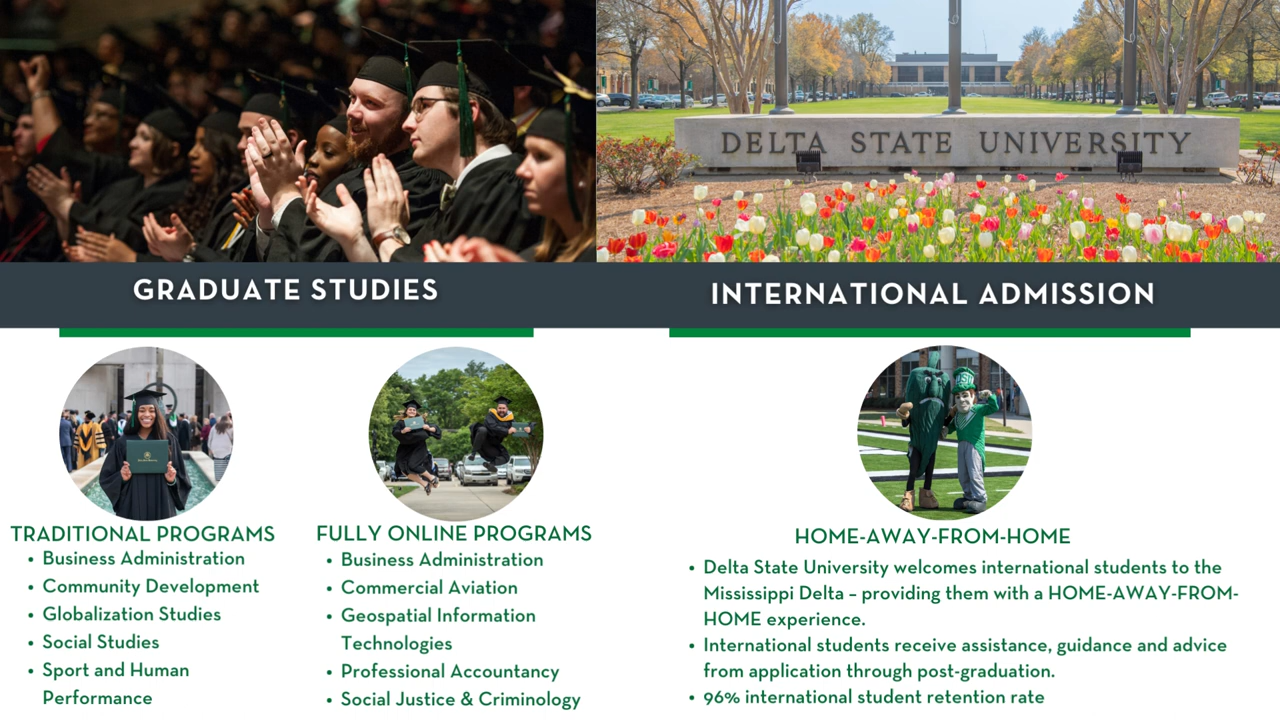 DELTA STATE UNIVERSITY
GRADUATE STUDIES
INTERNATIONAL ADMISSION
TRADITIONAL PROGRAMS
• Business Administration
• Community Development
• Globalization Studies
• Social Studies
• Sport and Human
Performance
FULLY ONLINE PROGRAMS
• Business Administration
• Commercial Aviation
• Geospatial Information
Technologies
• Professional Accountancy
• Social Justice & Criminology
HOME-AWAY-FROM-HOME
• Delta State University welcomes international students to the
Mississippi Delta – providing them with a HOME-AWAY-FROM-
HOME experience.
• International students receive assistance, guidance and advice
from application through post-graduation.
• 96% international student retention rate